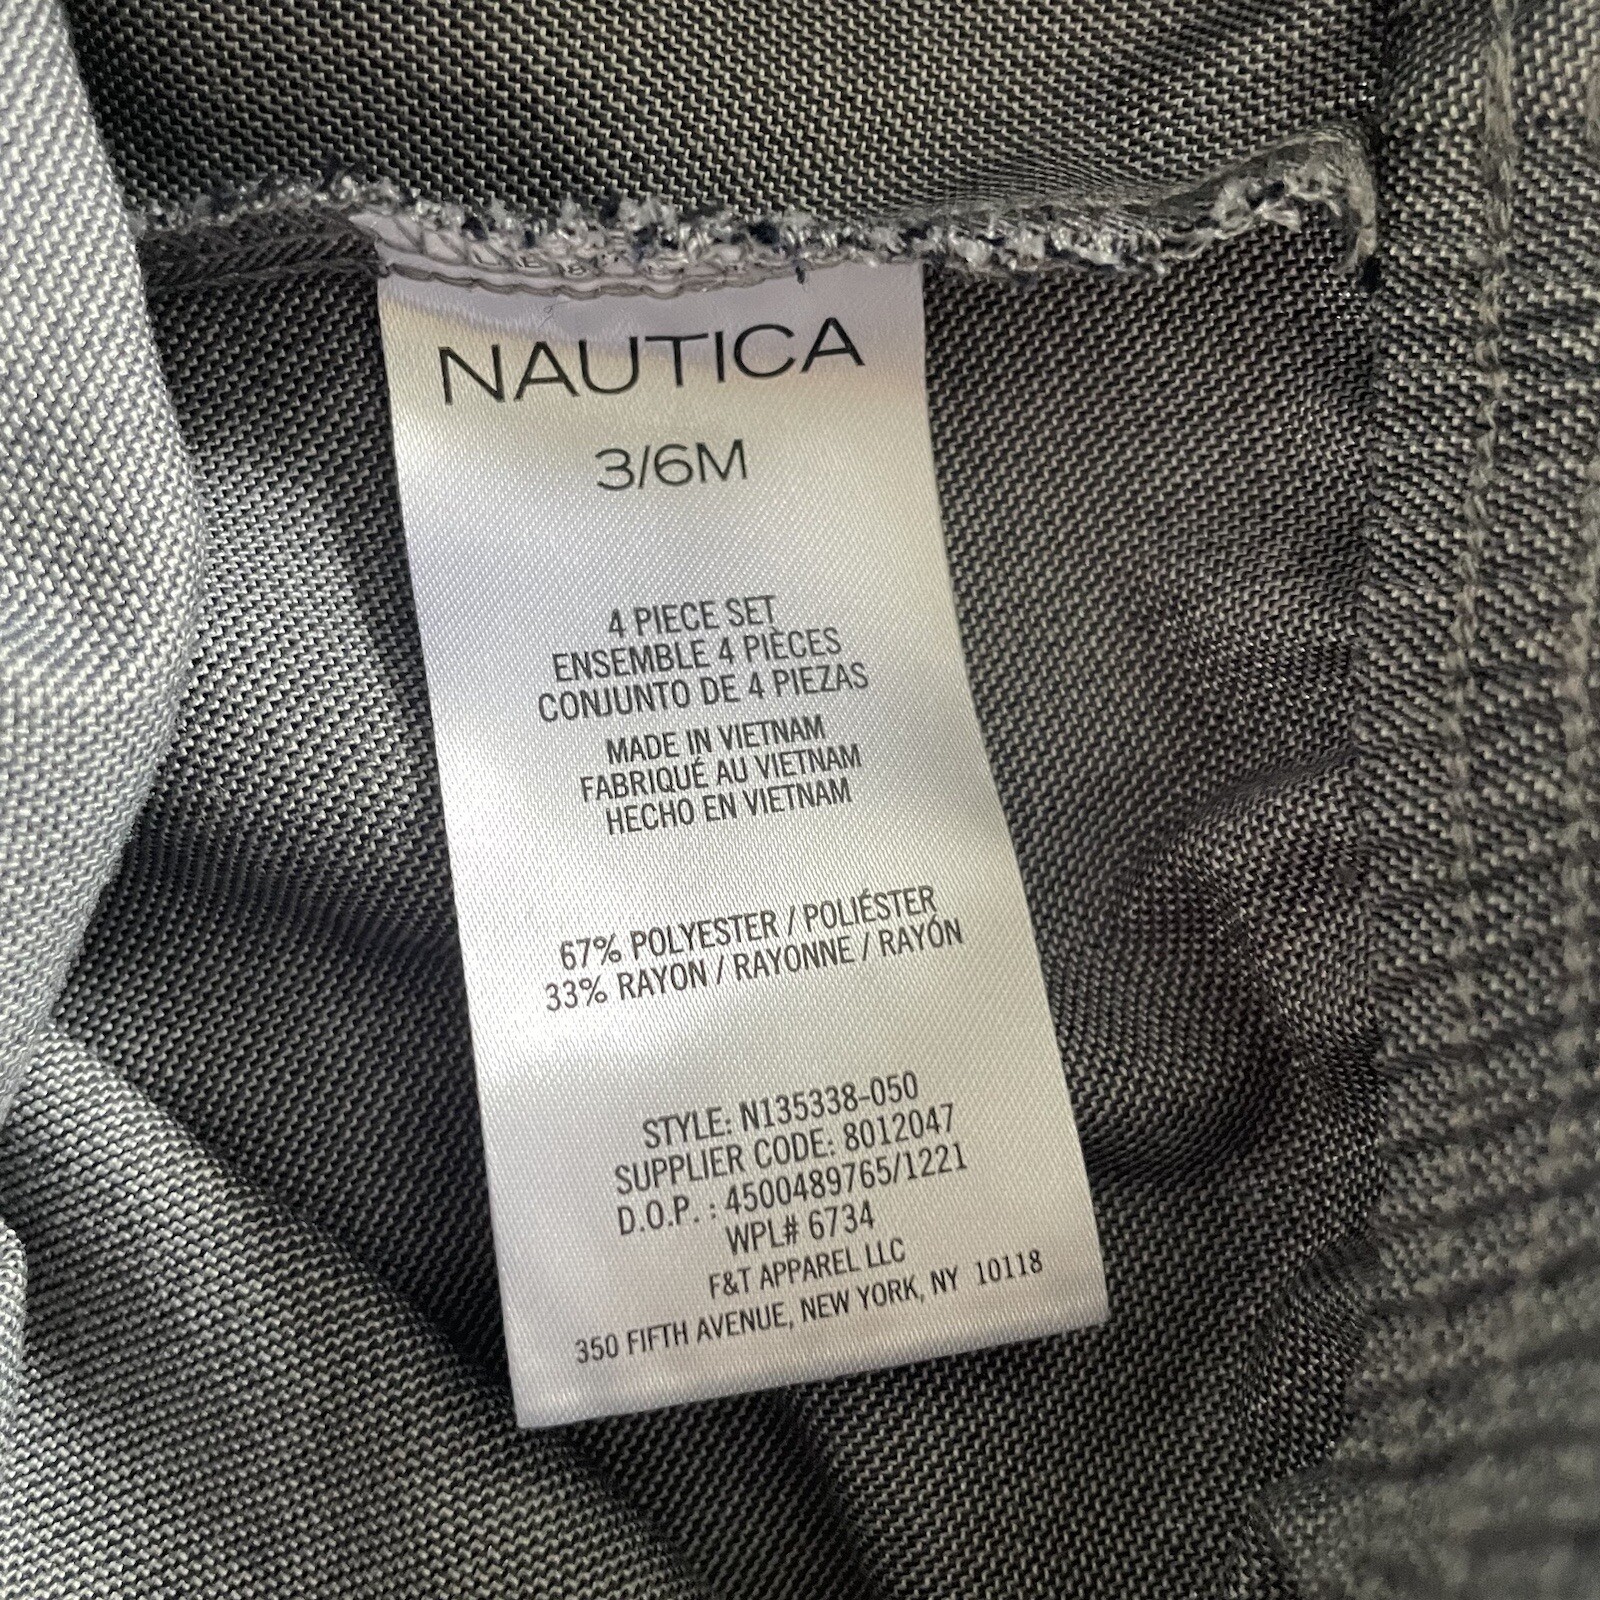 NAUTICA
3/6M
4 PIECE SET
ENSEMBLE 4 PIÈCES
CONJUNTO DE 4 PIEZAS
MADE IN VIETNAM
FABRIQUÉ AU VIETNAM
HECHO EN VIETNAM
67% POLYESTER / POLIÉSTER
33% RAYON / RAYONNE / RAYÓN
STYLE: N135338-050
SUPPLIER CODE: 8012047
D.O.P. : 4500489765/1221
WPL# 6734
F&T APPAREL LLC
350 FIFTH AVENUE, NEW YORK, NY 10118